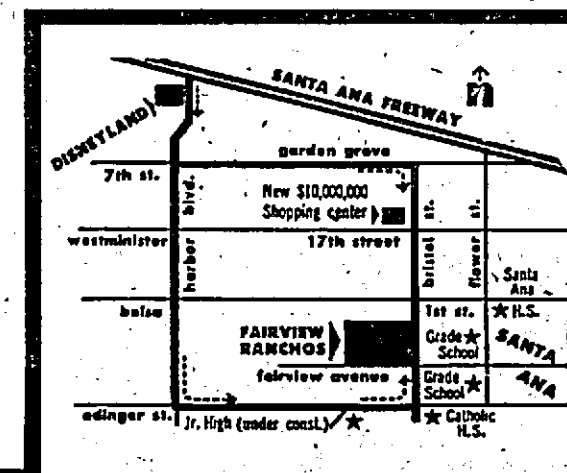 SANTA ANA FREEWAY
DISNEYLAND
garden grove
7th st.
New $10,000,000
Shopping center
harbor blvd.
bristol st.
flower st.
westminister
17th street
Santa
Ana
H.S.
bolsa
1st st.
FAIRVIEW
RANCHOS
Grade
School
SANTA
ANA
fairview avenue
Grade
School
edinger st.
Jr. High (under const.)
Catholic
H.S.